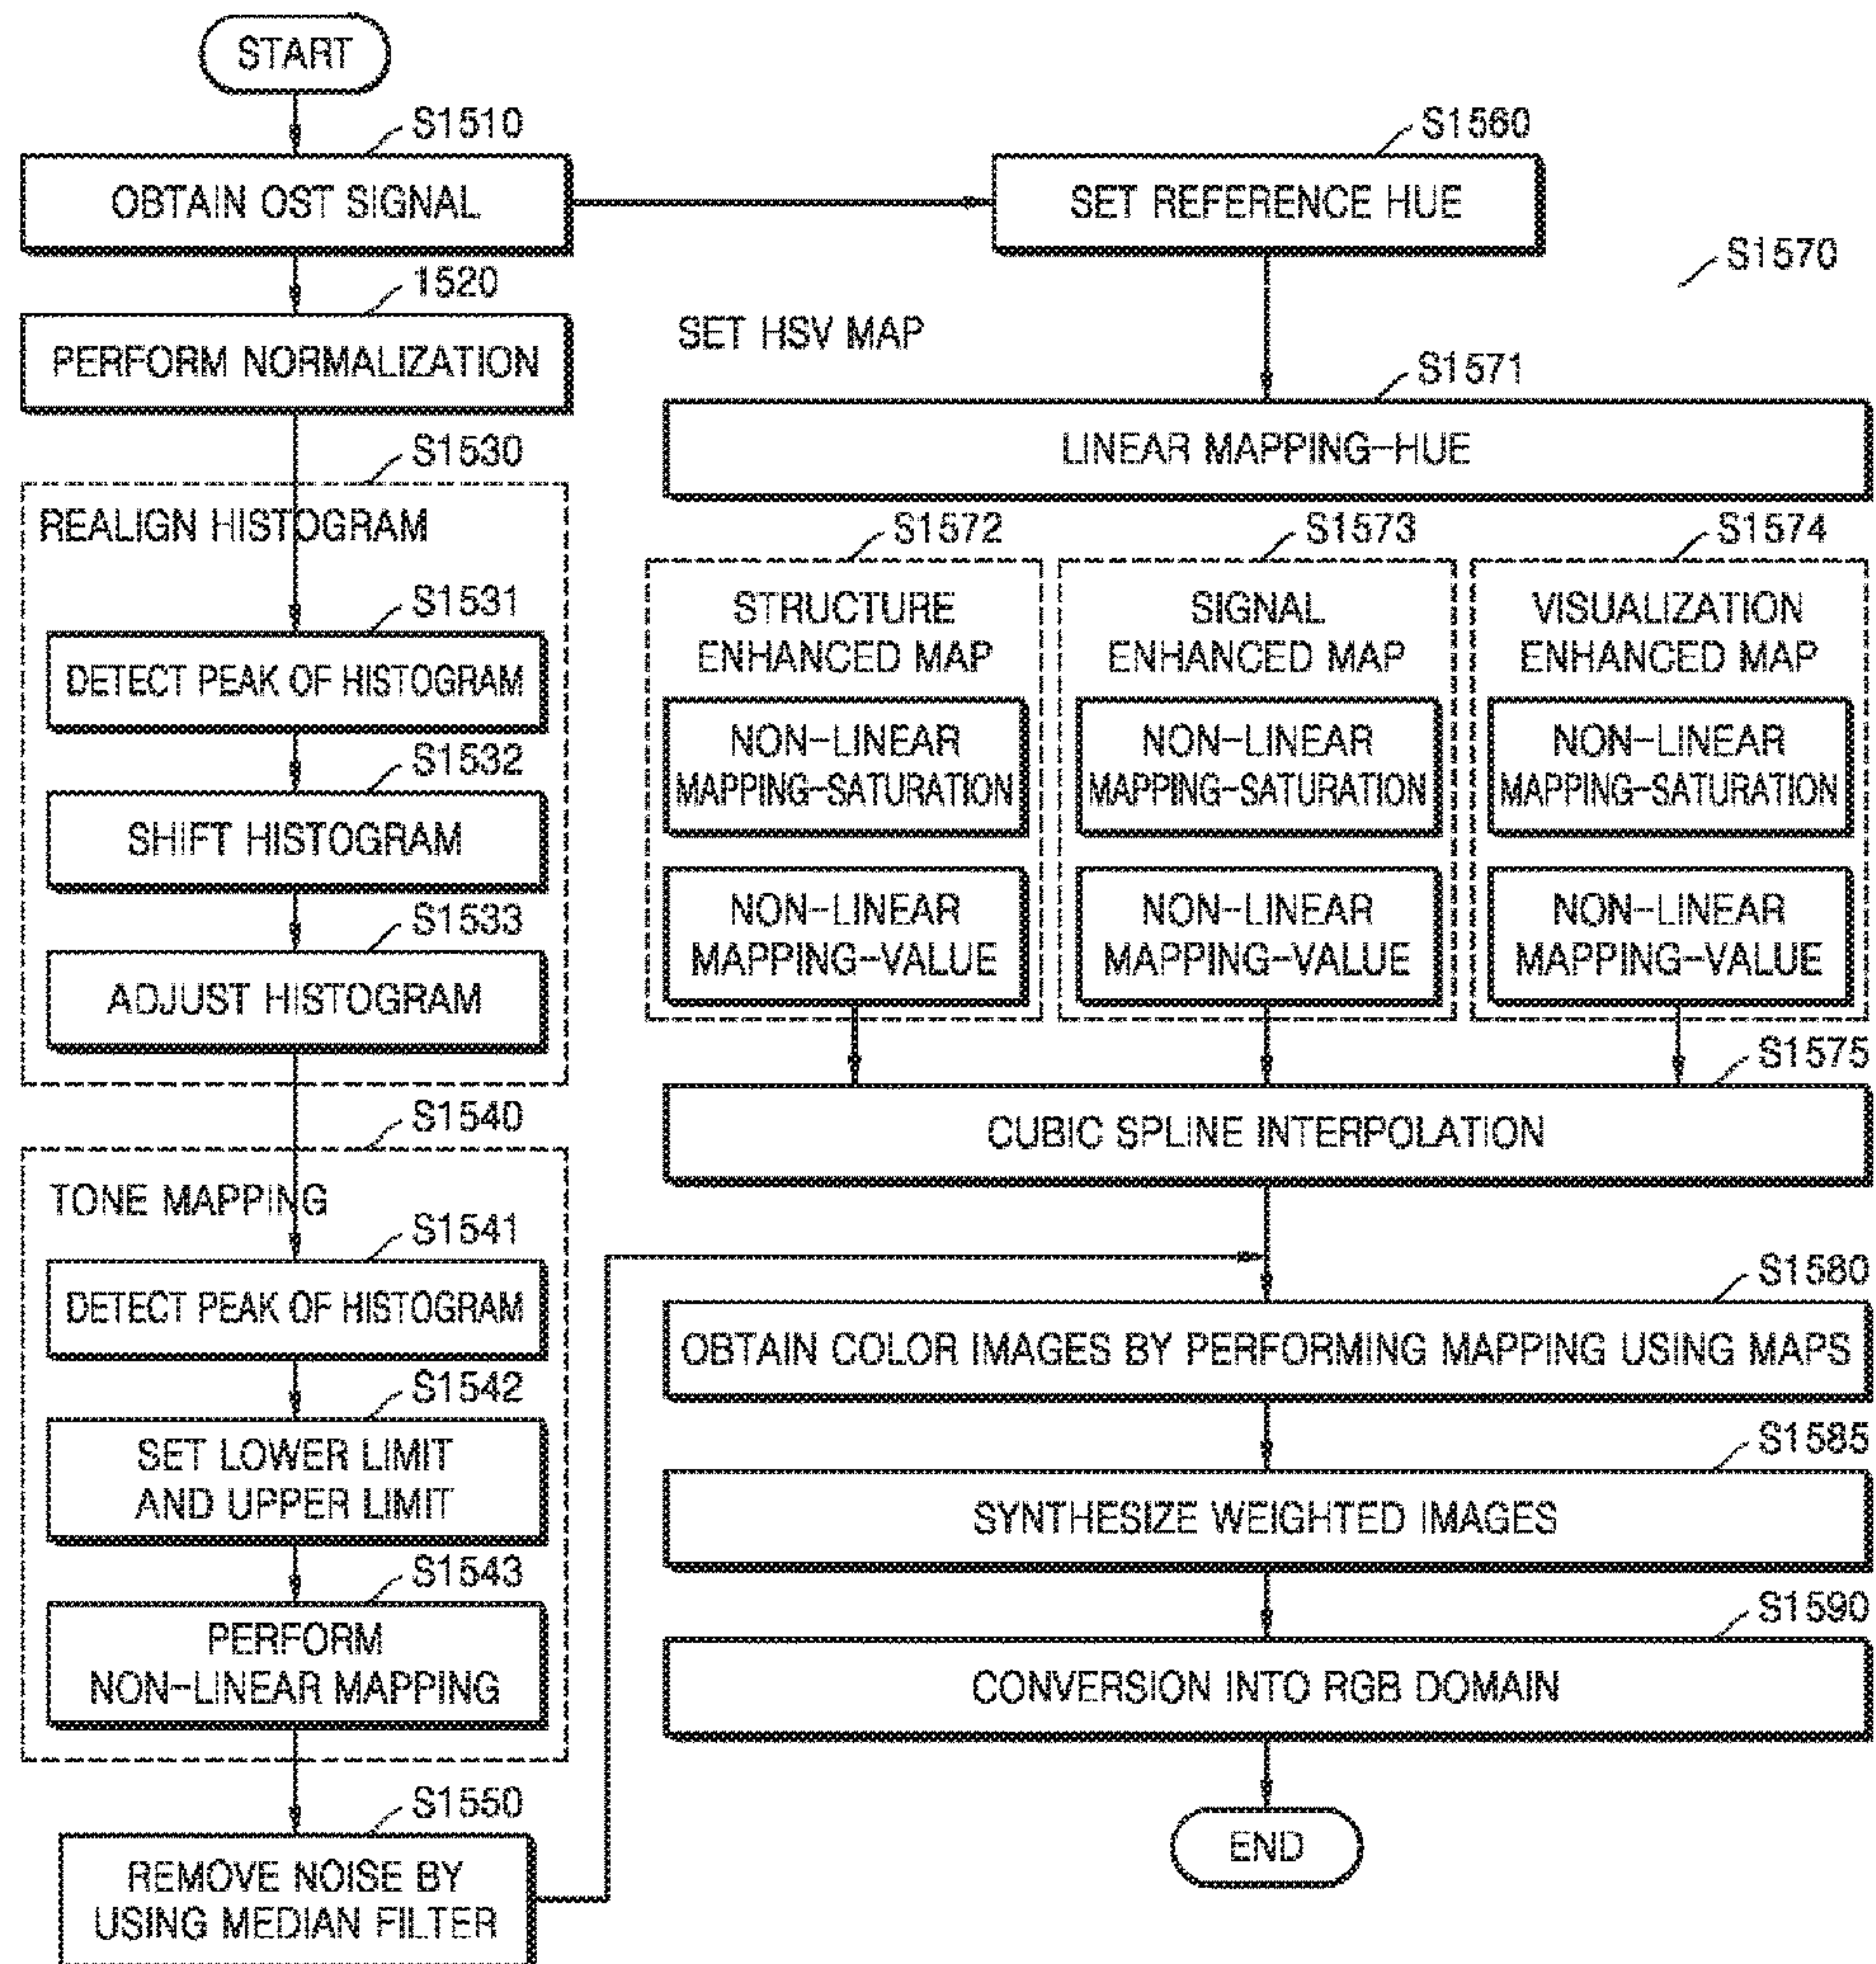 START
S1510
OBTAIN OST SIGNAL
1520
PERFORM NORMALIZATION
S1530
REALIGN HISTOGRAM
S1531
DETECT PEAK OF HISTOGRAM
S1532
SHIFT HISTOGRAM
S1533
ADJUST HISTOGRAM
S1540
TONE MAPPING
S1541
DETECT PEAK OF HISTOGRAM
S1542
SET LOWER LIMIT
AND UPPER LIMIT
S1543
PERFORM
NON-LINEAR MAPPING
S1550
REMOVE NOISE BY
USING MEDIAN FILTER
S1560
SET REFERENCE HUE
S1570
SET HSV MAP
S1571
LINEAR MAPPING-HUE
S1572
STRUCTURE
ENHANCED MAP
NON-LINEAR
MAPPING-SATURATION
NON-LINEAR
MAPPING-VALUE
S1573
SIGNAL
ENHANCED MAP
NON-LINEAR
MAPPING-SATURATION
NON-LINEAR
MAPPING-VALUE
S1574
VISUALIZATION
ENHANCED MAP
NON-LINEAR
MAPPING-SATURATION
NON-LINEAR
MAPPING-VALUE
S1575
CUBIC SPLINE INTERPOLATION
S1580
OBTAIN COLOR IMAGES BY PERFORMING MAPPING USING MAPS
S1585
SYNTHESIZE WEIGHTED IMAGES
S1590
CONVERSION INTO RGB DOMAIN
END